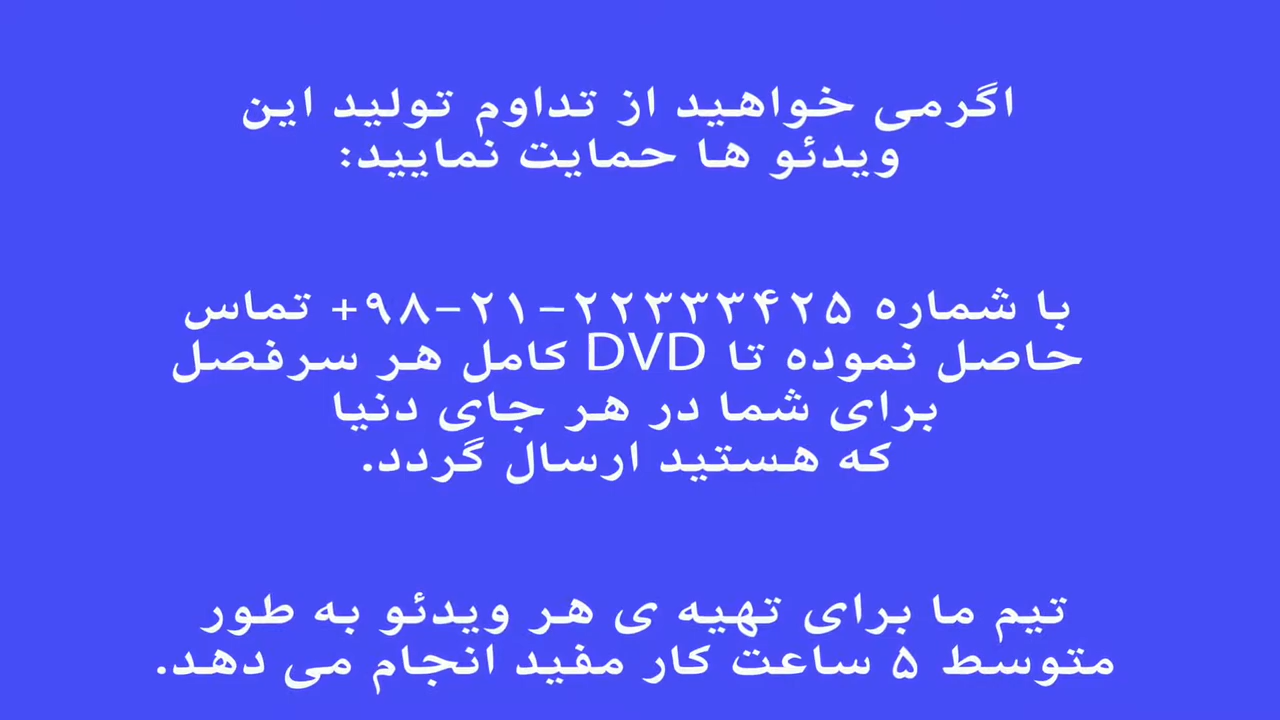 اگرمی خواهید از تداوم تولید این
ویدئو ها حمایت نمایید:
با شماره ۲۲۳۳۳۴۲۵-۲۱-۹۸+ تماس
حاصل نموده تا DVD کامل هر سرفصل
برای شما در هر جای دنیا
که هستید ارسال گردد.
تیم ما برای تهیه ی هر ویدئو به طور
متوسط ۵ ساعت کار مفید انجام می دهد.